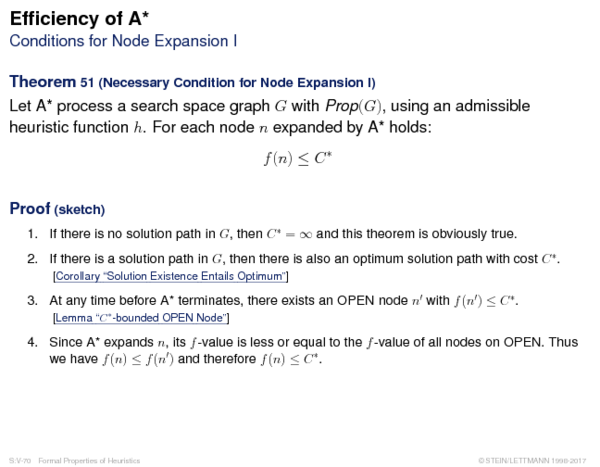 Efficiency of A*
Conditions for Node Expansion I
Theorem 51 (Necessary Condition for Node Expansion I)
Let A* process a search space graph G with Prop(G), using an admissible
heuristic function h. For each node n expanded by A* holds:
f(n) ≤ C*
Proof (sketch)
1. If there is no solution path in G, then C* = ∞ and this theorem is obviously true.
2. If there is a solution path in G, then there is also an optimum solution path with cost C*.
[Corollary “Solution Existence Entails Optimum”]
3. At any time before A* terminates, there exists an OPEN node n′ with f(n′) ≤ C*.
[Lemma “C*-bounded OPEN Node”]
4. Since A* expands n, its f-value is less or equal to the f-value of all nodes on OPEN. Thus
we have f(n) ≤ f(n′) and therefore f(n) ≤ C*.
S:V-70 Formal Properties of Heuristics ©STEIN/LETTMANN 1998-2017